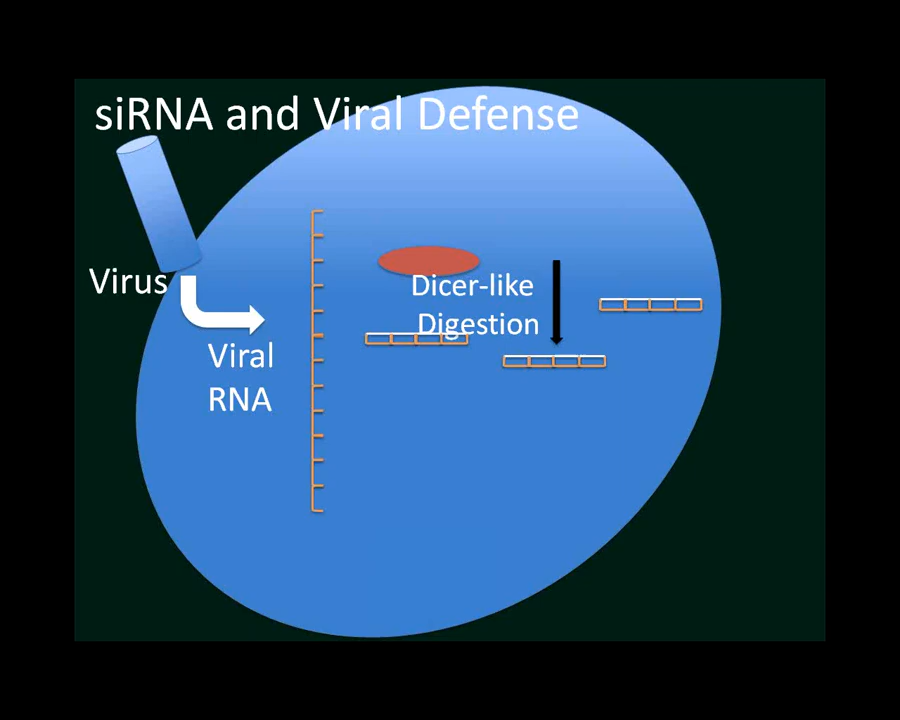 siRNA and Viral Defense
Virus
Dicer-like
Digestion
Viral
RNA